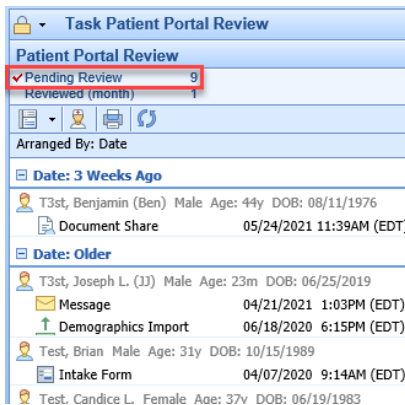 Task Patient Portal Review
Patient Portal Review
Pending Review 9
Reviewed (month) 1
Arranged By: Date
Date: 3 Weeks Ago
T3st, Benjamin (Ben) Male Age: 44y DOB: 08/11/1976
Document Share 05/24/2021 11:39AM (EDT)
Date: Older
T3st, Joseph L. (JJ) Male Age: 23m DOB: 06/25/2019
Message 04/21/2021 1:03PM (EDT)
Demographics Import 06/18/2020 6:15PM (EDT)
Test, Brian Male Age: 31y DOB: 10/15/1989
Intake Form 04/07/2020 9:14AM (EDT)
Test, Candice L. Female Age: 37y DOB: 06/19/1983